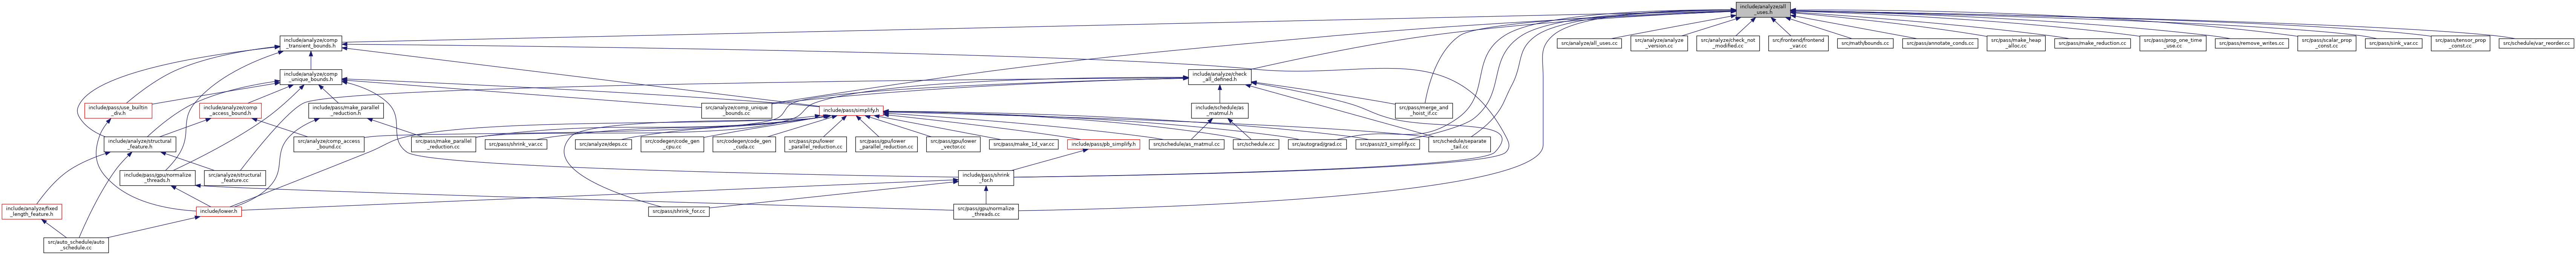 include/analyze/all
_uses.h
include/analyze/comp
_transient_bounds.h
src/analyze/all_uses.cc
src/analyze/analyze
_version.cc
src/analyze/check_not
_modified.cc
src/frontend/frontend
_var.cc
src/math/bounds.cc
src/pass/annotate_conds.cc
src/pass/make_heap
_alloc.cc
src/pass/make_reduction.cc
src/pass/prop_one_time
_use.cc
src/pass/remove_writes.cc
src/pass/scalar_prop
_const.cc
src/pass/sink_var.cc
src/pass/tensor_prop
_const.cc
src/schedule/var_reorder.cc
include/analyze/comp
_unique_bounds.h
include/analyze/check
_all_defined.h
include/pass/use_builtin
_div.h
include/analyze/comp
_access_bound.h
include/pass/make_parallel
_reduction.h
src/analyze/comp_unique
_bounds.cc
include/pass/simplify.h
include/schedule/as
_matmul.h
src/pass/merge_and
_hoist_if.cc
include/analyze/structural
_feature.h
src/analyze/comp_access
_bound.cc
src/pass/make_parallel
_reduction.cc
src/pass/shrink_var.cc
src/analyze/deps.cc
src/codegen/code_gen
_cpu.cc
src/codegen/code_gen
_cuda.cc
src/pass/cpu/lower
_parallel_reduction.cc
src/pass/gpu/lower
_parallel_reduction.cc
src/pass/gpu/lower
_vector.cc
src/pass/make_1d_var.cc
include/pass/pb_simplify.h
src/schedule/as_matmul.cc
src/schedule.cc
src/autograd/grad.cc
src/pass/z3_simplify.cc
src/schedule/separate
_tail.cc
include/pass/gpu/normalize
_threads.h
src/analyze/structural
_feature.cc
include/pass/shrink
_for.h
include/analyze/fixed
_length_feature.h
include/lower.h
src/pass/shrink_for.cc
src/pass/gpu/normalize
_threads.cc
src/auto_schedule/auto
_schedule.cc